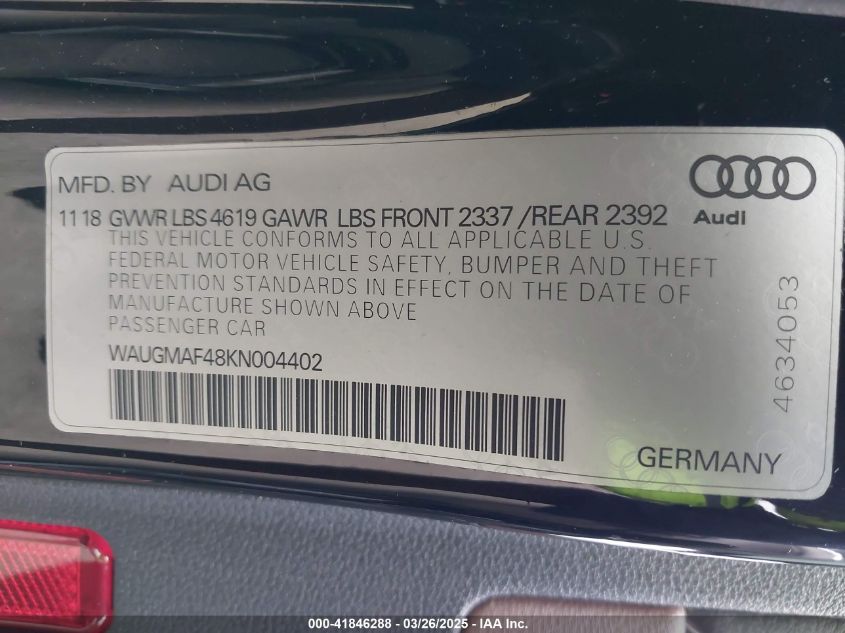 MFD. BY AUDI AG
1118 GVWR LBS 4619 GAWR LBS FRONT 2337 /REAR 2392
Audi
THIS VEHICLE CONFORMS TO ALL APPLICABLE U.S.
FEDERAL MOTOR VEHICLE SAFETY, BUMPER AND THEFT
PREVENTION STANDARDS IN EFFECT ON THE DATE OF
MANUFACTURE SHOWN ABOVE
PASSENGER CAR
WAUGMAF48KN004402
4634053
GERMANY
000-41846288 — 03/26/2025 — IAA Inc.